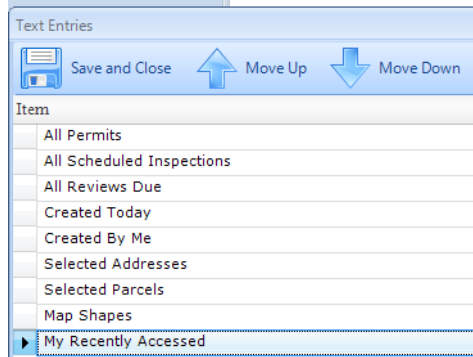 Text Entries
Save and Close Move Up Move Down
Item
All Permits
All Scheduled Inspections
All Reviews Due
Created Today
Created By Me
Selected Addresses
Selected Parcels
Map Shapes
My Recently Accessed